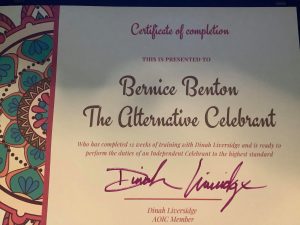 Certificate of completion
THIS IS PRESENTED TO
Bernice Benton
The Alternative Celebrant
Who has completed 12 weeks of training with Dinah Liversidge and is ready to
perform the duties of an Independent Celebrant to the highest standard
Dinah Liversidge
Dinah Liversidge
AOIC Member